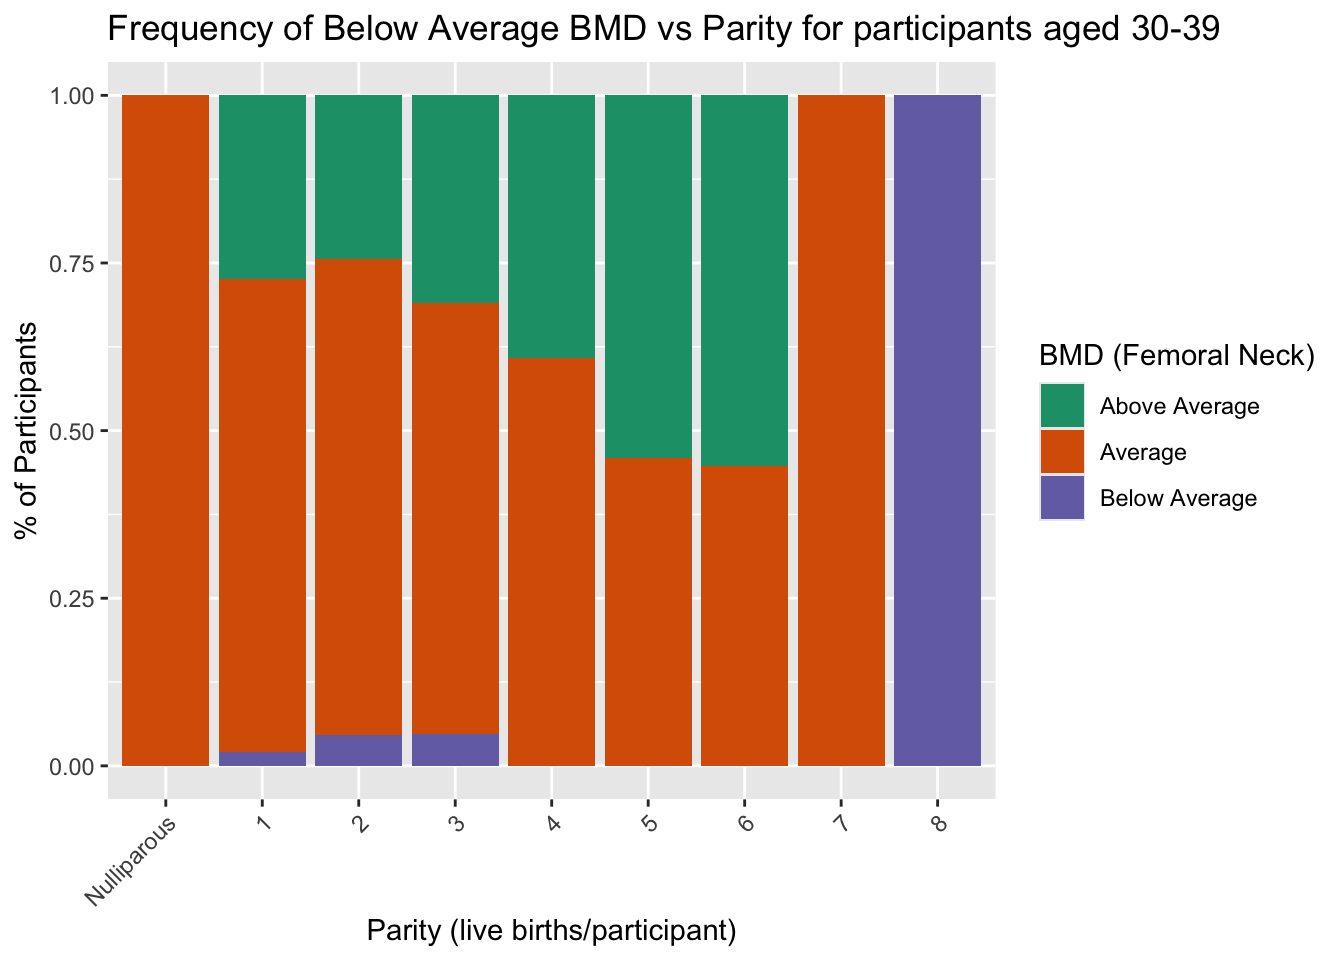 Frequency of Below Average BMD vs Parity for participants aged 30-39
% of Participants
1.00
0.75
0.50
0.25
0.00
Nulliparous
1
2
3
4
5
6
7
8
Parity (live births/participant)
BMD (Femoral Neck)
Above Average
Average
Below Average